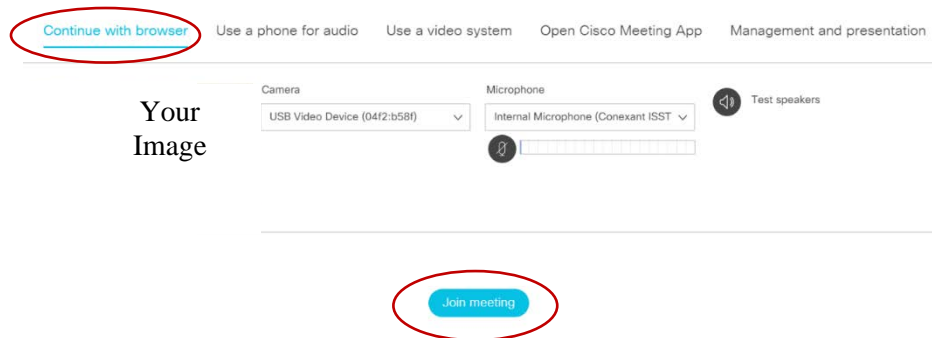 Continue with browser Use a phone for audio Use a video system Open Cisco Meeting App Management and presentation
Camera Microphone
Test speakers
Your
Image
USB Video Device (04f2:b58f) Internal Microphone (Conexant ISST
Join meeting